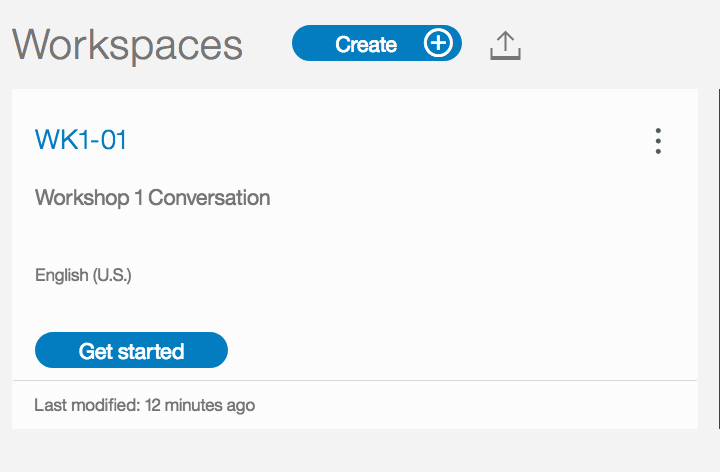 Workspaces
Create
WK1-01
Workshop 1 Conversation
English (U.S.)
Get started
Last modified: 12 minutes ago